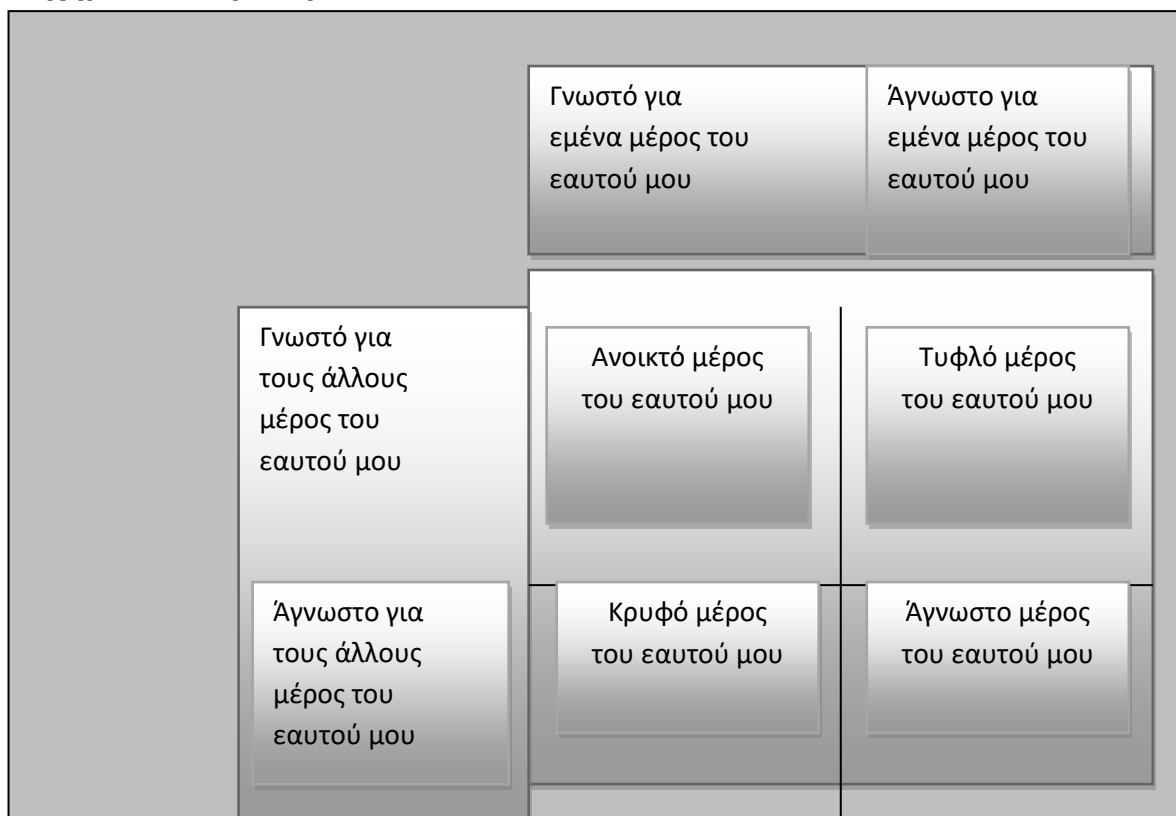 Γνωστό για
εμένα μέρος του
εαυτού μου
Άγνωστο για
εμένα μέρος του
εαυτού μου
Γνωστό για
τους άλλους
μέρος του
εαυτού μου
Ανοικτό μέρος
του εαυτού μου
Τυφλό μέρος
του εαυτού μου
Άγνωστο για
τους άλλους
μέρος του
εαυτού μου
Κρυφό μέρος
του εαυτού μου
Άγνωστο μέρος
του εαυτού μου